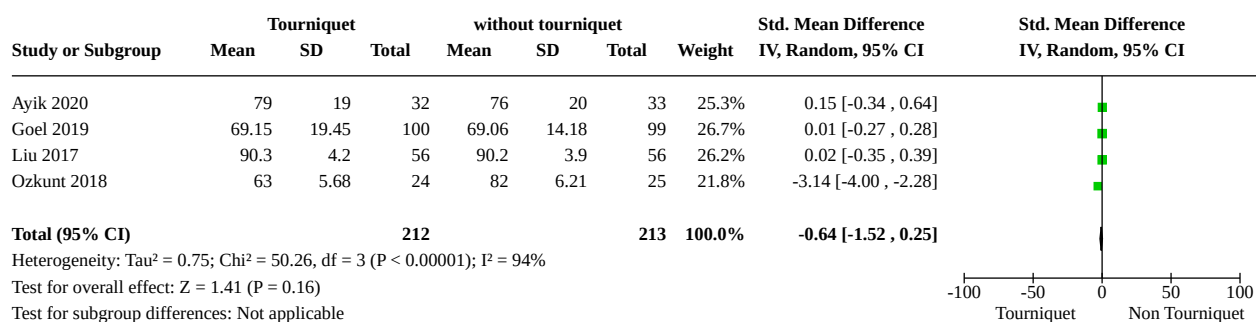 Tourniquet without tourniquet Std. Mean Difference Std. Mean Difference
Study or Subgroup Mean SD Total Mean SD Total Weight IV, Random, 95% CI IV, Random, 95% CI
Ayik 2020 79 19 32 76 20 33 25.3% 0.15 [-0.34 , 0.64]
Goel 2019 69.15 19.45 100 69.06 14.18 99 26.7% 0.01 [-0.27 , 0.28]
Liu 2017 90.3 4.2 56 90.2 3.9 56 26.2% 0.02 [-0.35 , 0.39]
Ozkunt 2018 63 5.68 24 82 6.21 25 21.8% -3.14 [-4.00 , -2.28]
Total (95% CI) 212 213 100.0% -0.64 [-1.52 , 0.25]
Heterogeneity: Tau² = 0.75; Chi² = 50.26, df = 3 (P < 0.00001); I² = 94%
Test for overall effect: Z = 1.41 (P = 0.16) -100 -50 0 50 100
Test for subgroup differences: Not applicable Tourniquet Non Tourniquet